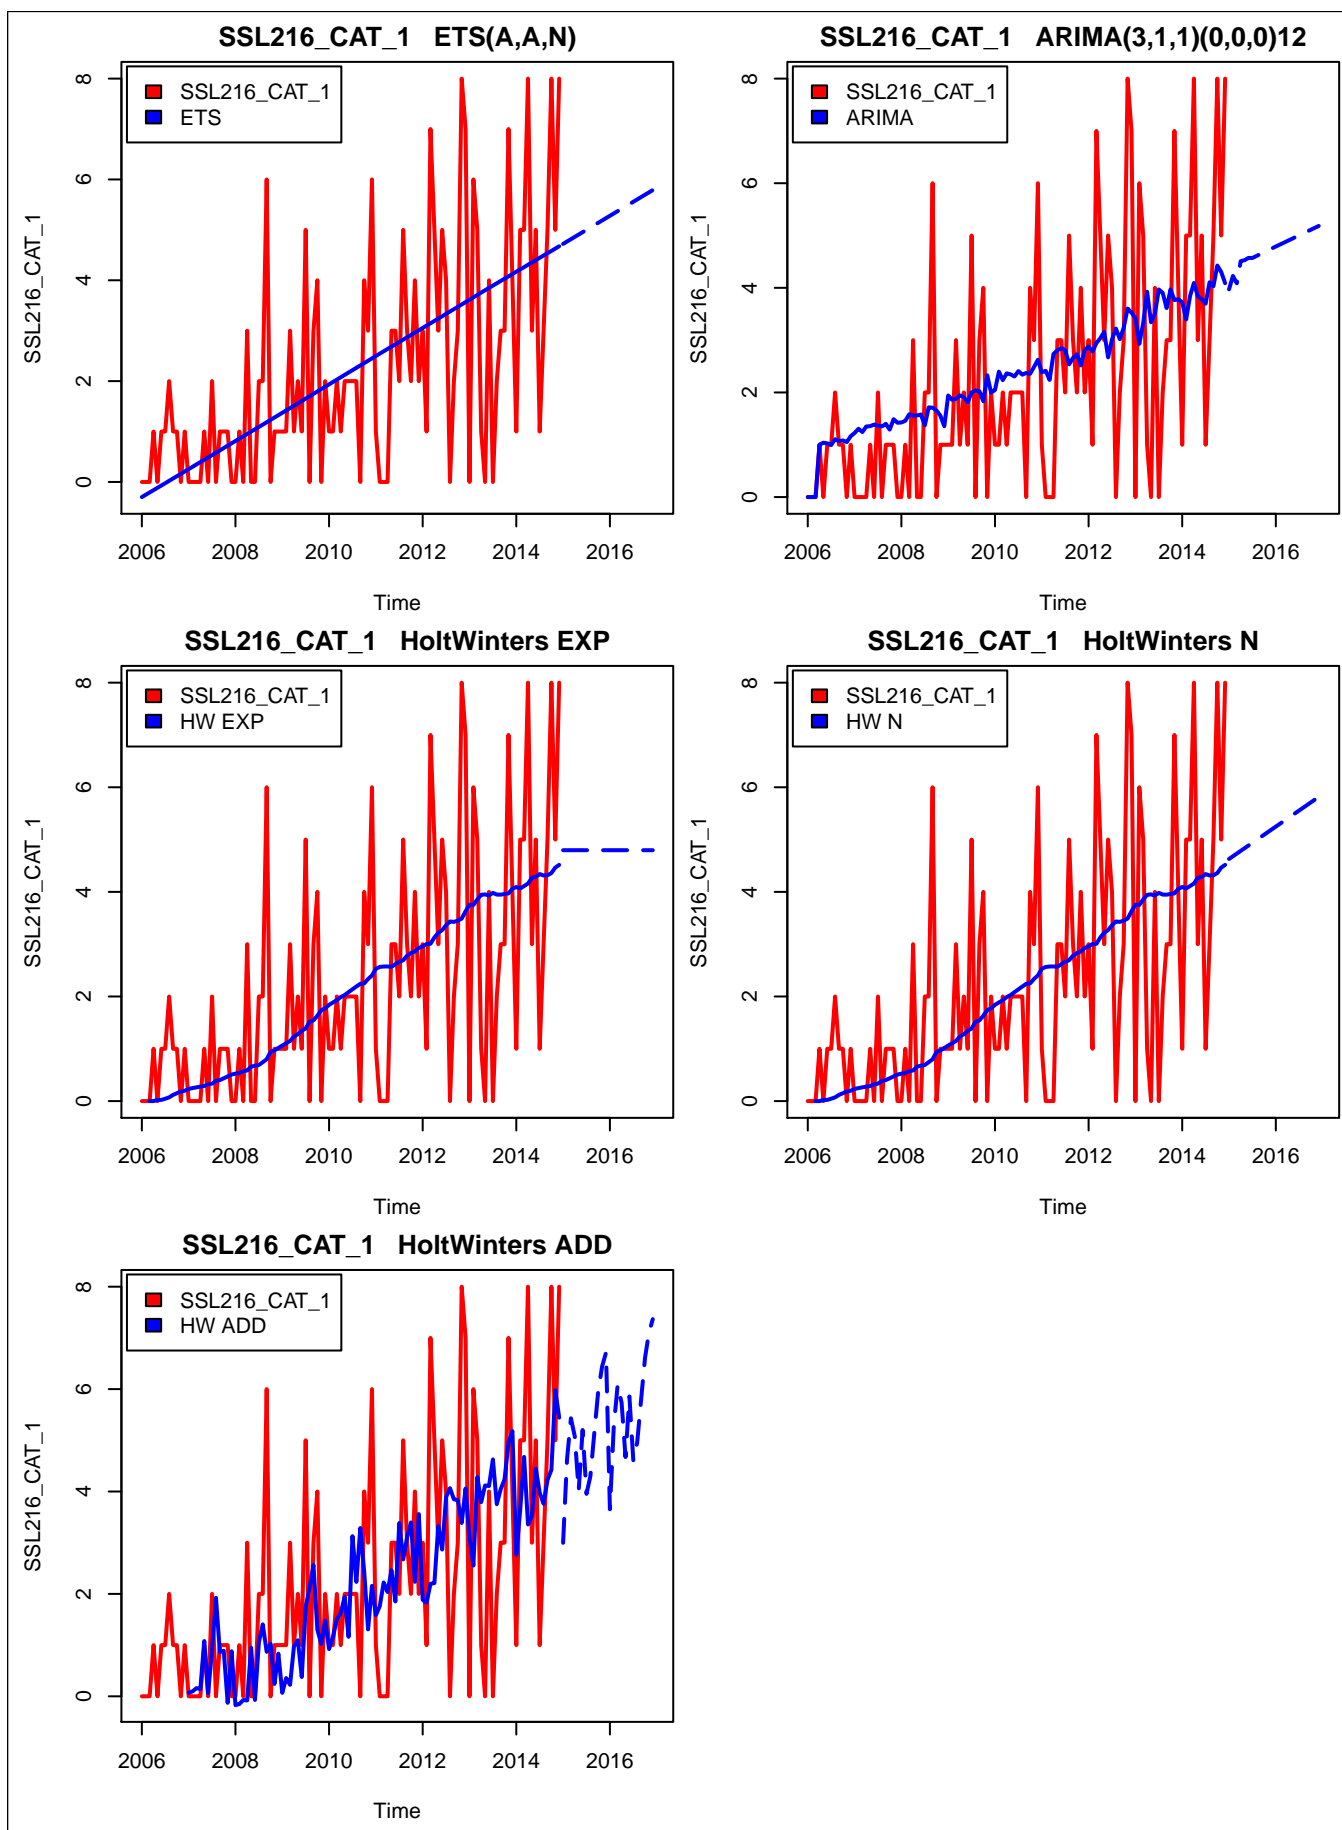 SSL216_CAT_1 ETS(A,A,N)
SSL216_CAT_1
ETS
SSL216_CAT_1
0 2 4 6 8
2006 2008 2010 2012 2014 2016
Time
SSL216_CAT_1 ARIMA(3,1,1)(0,0,0)12
SSL216_CAT_1
ARIMA
SSL216_CAT_1
0 2 4 6 8
2006 2008 2010 2012 2014 2016
Time
SSL216_CAT_1 HoltWinters EXP
SSL216_CAT_1
HW EXP
SSL216_CAT_1
0 2 4 6 8
2006 2008 2010 2012 2014 2016
Time
SSL216_CAT_1 HoltWinters N
SSL216_CAT_1
HW N
SSL216_CAT_1
0 2 4 6 8
2006 2008 2010 2012 2014 2016
Time
SSL216_CAT_1 HoltWinters ADD
SSL216_CAT_1
HW ADD
SSL216_CAT_1
0 2 4 6 8
2006 2008 2010 2012 2014 2016
Time